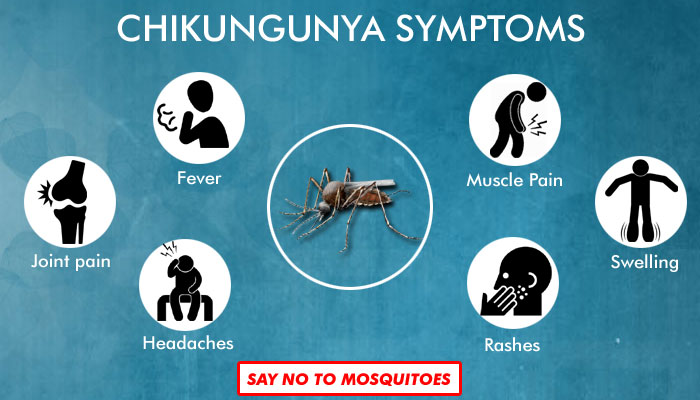 CHIKUNGUNYA SYMPTOMS
Fever
Muscle Pain
Joint pain
Swelling
Headaches
Rashes
SAY NO TO MOSQUITOES